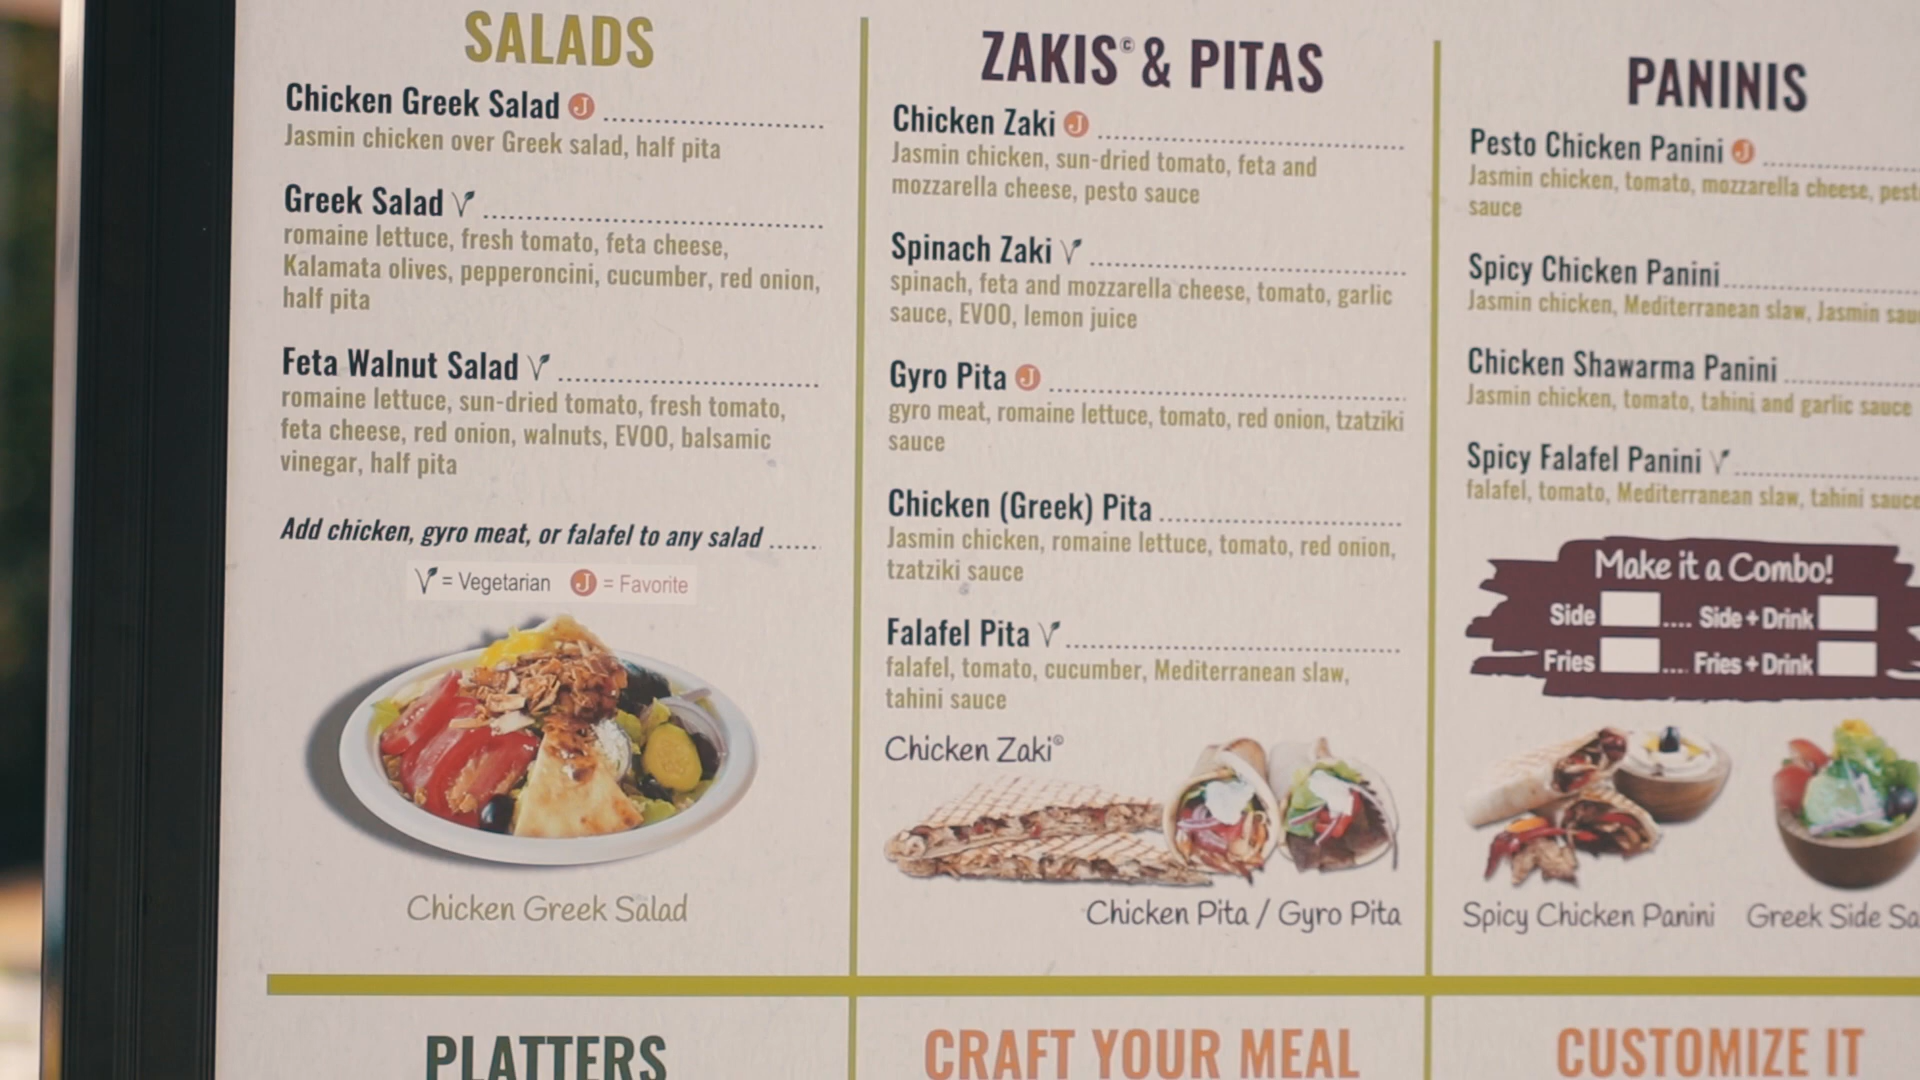 SALADS
Chicken Greek Salad J
Jasmin chicken over Greek salad, half pita
Greek Salad V
romaine lettuce, fresh tomato, feta cheese,
Kalamata olives, pepperoncini, cucumber, red onion,
half pita
Feta Walnut Salad V
romaine lettuce, sun-dried tomato, fresh tomato,
feta cheese, red onion, walnuts, EVOO, balsamic
vinegar, half pita
Add chicken, gyro meat, or falafel to any salad ......
V = Vegetarian J = Favorite
Chicken Greek Salad
ZAKIS© & PITAS
Chicken Zaki J
Jasmin chicken, sun-dried tomato, feta and
mozzarella cheese, pesto sauce
Spinach Zaki V
spinach, feta and mozzarella cheese, tomato, garlic
sauce, EVOO, lemon juice
Gyro Pita J
gyro meat, romaine lettuce, tomato, red onion, tzatziki
sauce
Chicken (Greek) Pita
Jasmin chicken, romaine lettuce, tomato, red onion,
tzatziki sauce
Falafel Pita V
falafel, tomato, cucumber, Mediterranean slaw,
tahini sauce
Chicken Zaki©
Chicken Pita / Gyro Pita
PANINIS
Pesto Chicken Panini J
Jasmin chicken, tomato, mozzarella cheese, pest
sauce
Spicy Chicken Panini
Jasmin chicken, Mediterranean slaw, Jasmin sau
Chicken Shawarma Panini
Jasmin chicken, tomato, tahini and garlic sauce
Spicy Falafel Panini V
falafel, tomato, Mediterranean slaw, tahini sauce
Make it a Combo!
Side .... Side + Drink
Fries .... Fries + Drink
Spicy Chicken Panini Greek Side Sa
PLATTERS
CRAFT YOUR MEAL
CUSTOMIZE IT